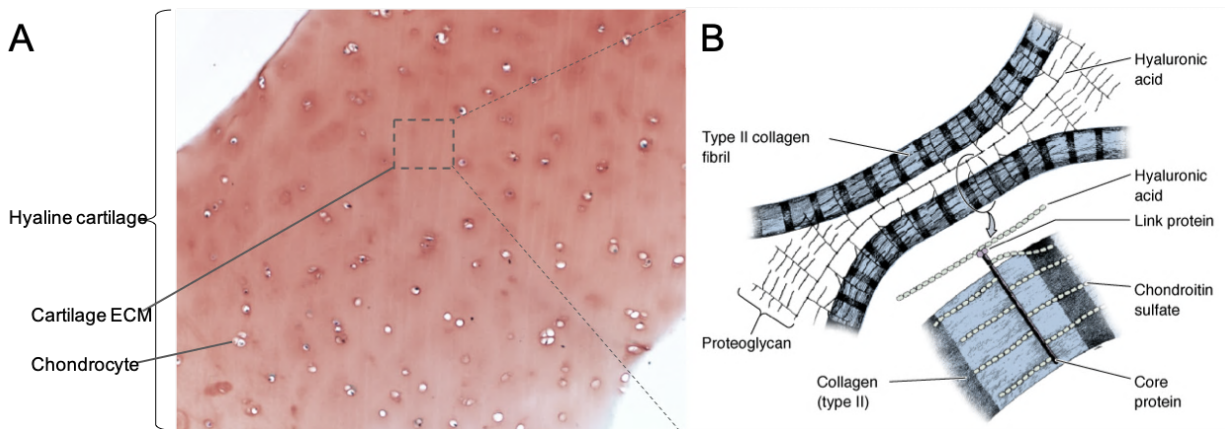 A
Hyaline cartilage
Cartilage ECM
Chondrocyte
B
Hyaluronic
acid
Type II collagen
fibril
Hyaluronic
acid
Link protein
Chondroitin
sulfate
Proteoglycan
Collagen
(type II)
Core
protein